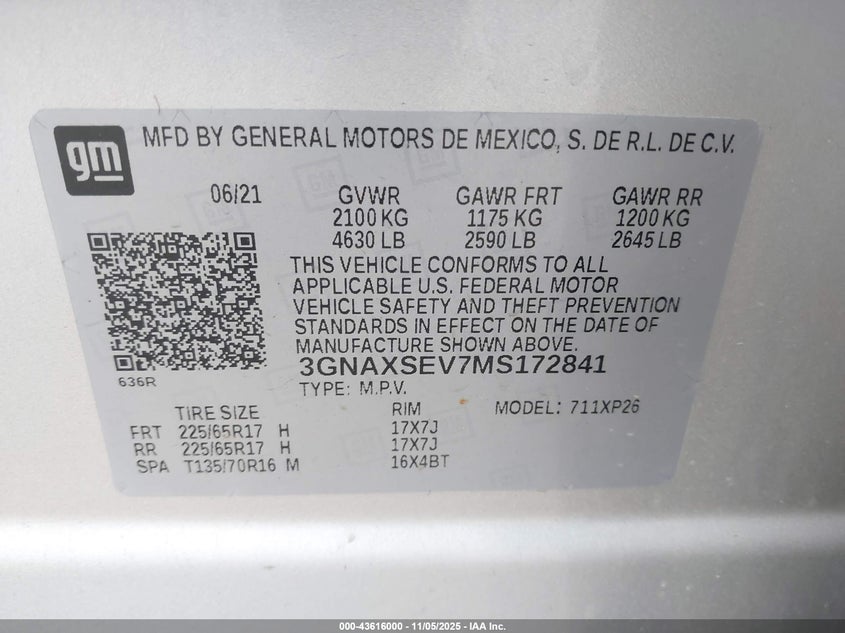 gm
MFD BY GENERAL MOTORS DE MEXICO, S. DE R.L. DE C.V.
06/21 GVWR GAWR FRT GAWR RR
2100 KG 1175 KG 1200 KG
4630 LB 2590 LB 2645 LB
THIS VEHICLE CONFORMS TO ALL
APPLICABLE U.S. FEDERAL MOTOR
VEHICLE SAFETY AND THEFT PREVENTION
STANDARDS IN EFFECT ON THE DATE OF
MANUFACTURE SHOWN ABOVE.
3GNAXSEV7MS172841
636R
TYPE: M.P.V.
TIRE SIZE RIM MODEL: 711XP26
FRT 225/65R17 H 17X7J
RR 225/65R17 H 17X7J
SPA T135/70R16 M 16X4BT
000-43616000 - 11/05/2025 - IAA Inc.